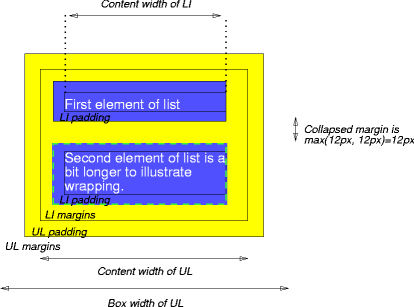 Content width of LI
First element of list
LI padding
Collapsed margin is
max(12px, 12px)=12px
Second element of list is a
bit longer to illustrate
wrapping.
LI padding
LI margins
UL padding
UL margins
Content width of UL
Box width of UL